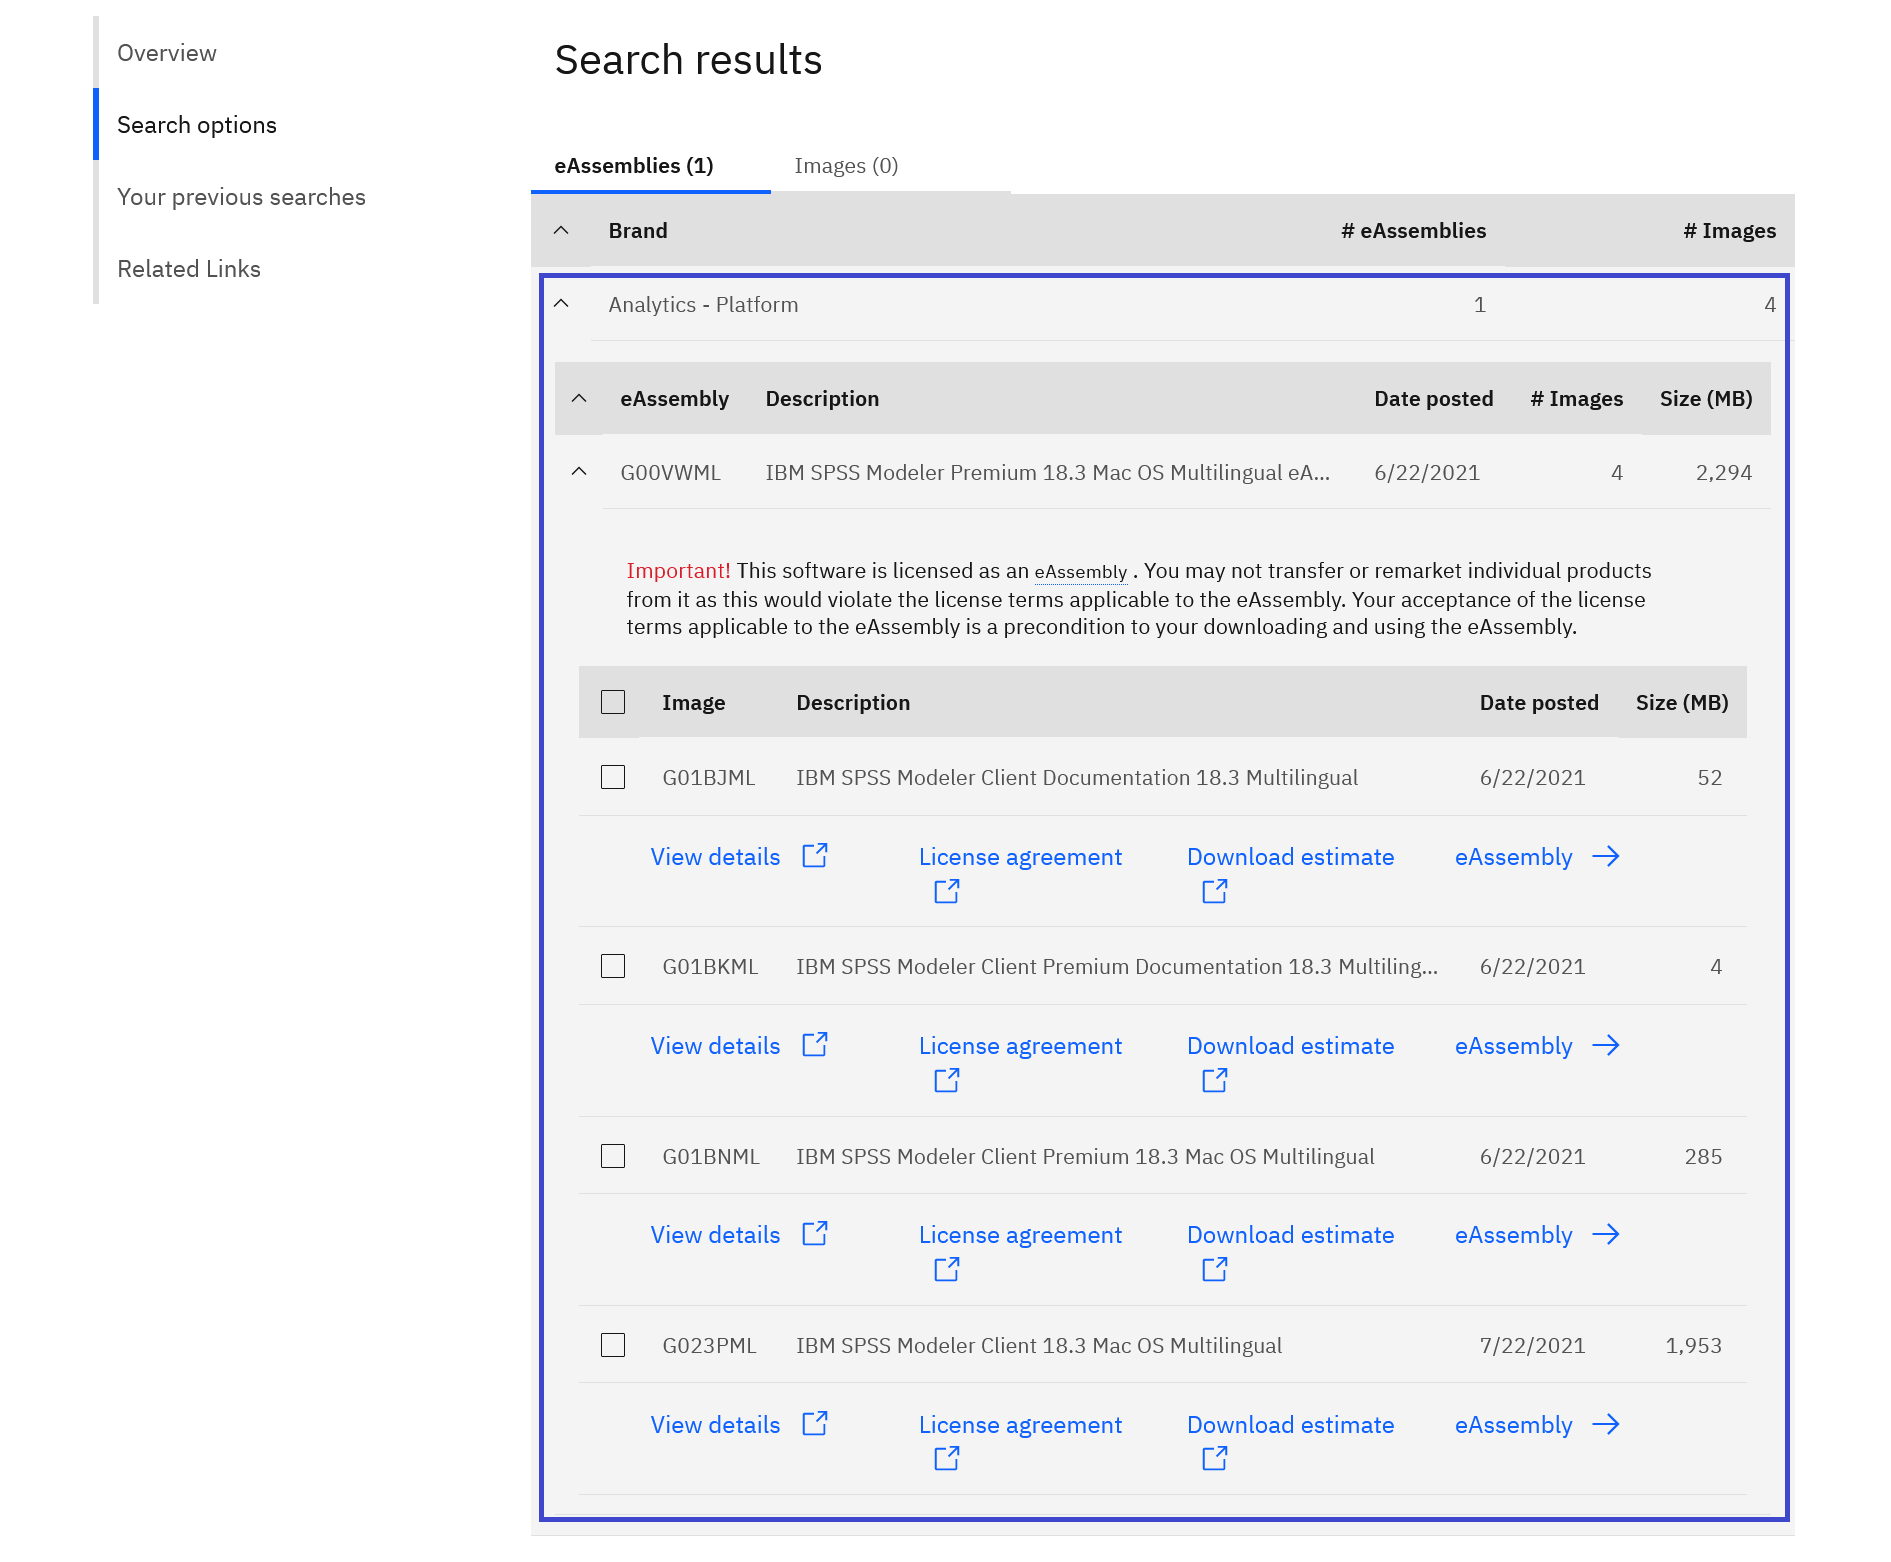 Overview
Search options
Your previous searches
Related Links
Search results
eAssemblies (1) Images (0)
Brand # eAssemblies # Images
Analytics - Platform 1 4
eAssembly Description Date posted # Images Size (MB)
G00VWML IBM SPSS Modeler Premium 18.3 Mac OS Multilingual eA... 6/22/2021 4 2,294
Important! This software is licensed as an eAssembly . You may not transfer or remarket individual products
from it as this would violate the license terms applicable to the eAssembly. Your acceptance of the license
terms applicable to the eAssembly is a precondition to your downloading and using the eAssembly.
Image Description Date posted Size (MB)
G01BJML IBM SPSS Modeler Client Documentation 18.3 Multilingual 6/22/2021 52
View details License agreement Download estimate eAssembly
G01BKML IBM SPSS Modeler Client Premium Documentation 18.3 Multiling... 6/22/2021 4
View details License agreement Download estimate eAssembly
G01BNML IBM SPSS Modeler Client Premium 18.3 Mac OS Multilingual 6/22/2021 285
View details License agreement Download estimate eAssembly
G023PML IBM SPSS Modeler Client 18.3 Mac OS Multilingual 7/22/2021 1,953
View details License agreement Download estimate eAssembly